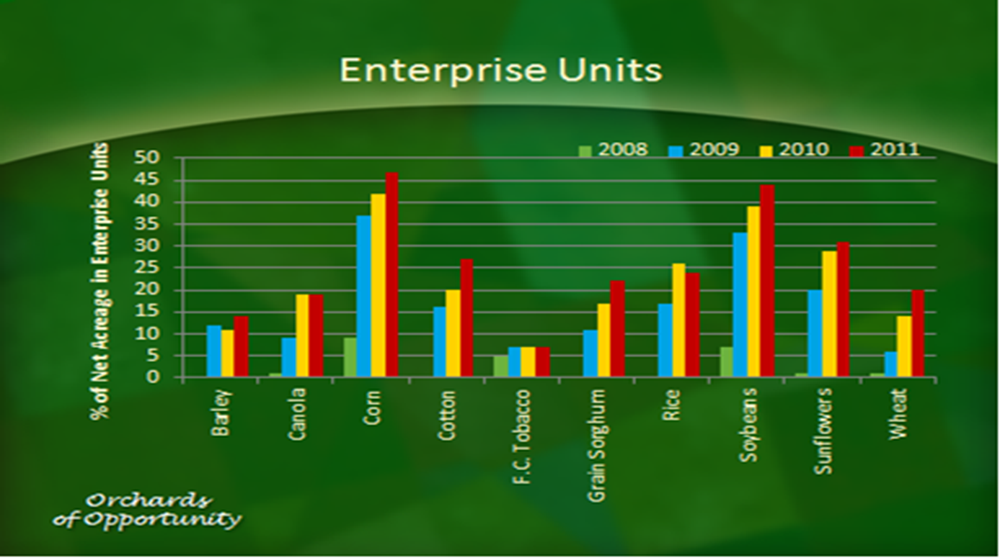 Enterprise Units
% of Net Acreage in Enterprise Units
2008 2009 2010 2011
50
45
40
35
30
25
20
15
10
5
0
Barley
Canola
Corn
Cotton
F.C. Tobacco
Grain Sorghum
Rice
Soybeans
Sunflowers
Wheat
Orchards
of Opportunity